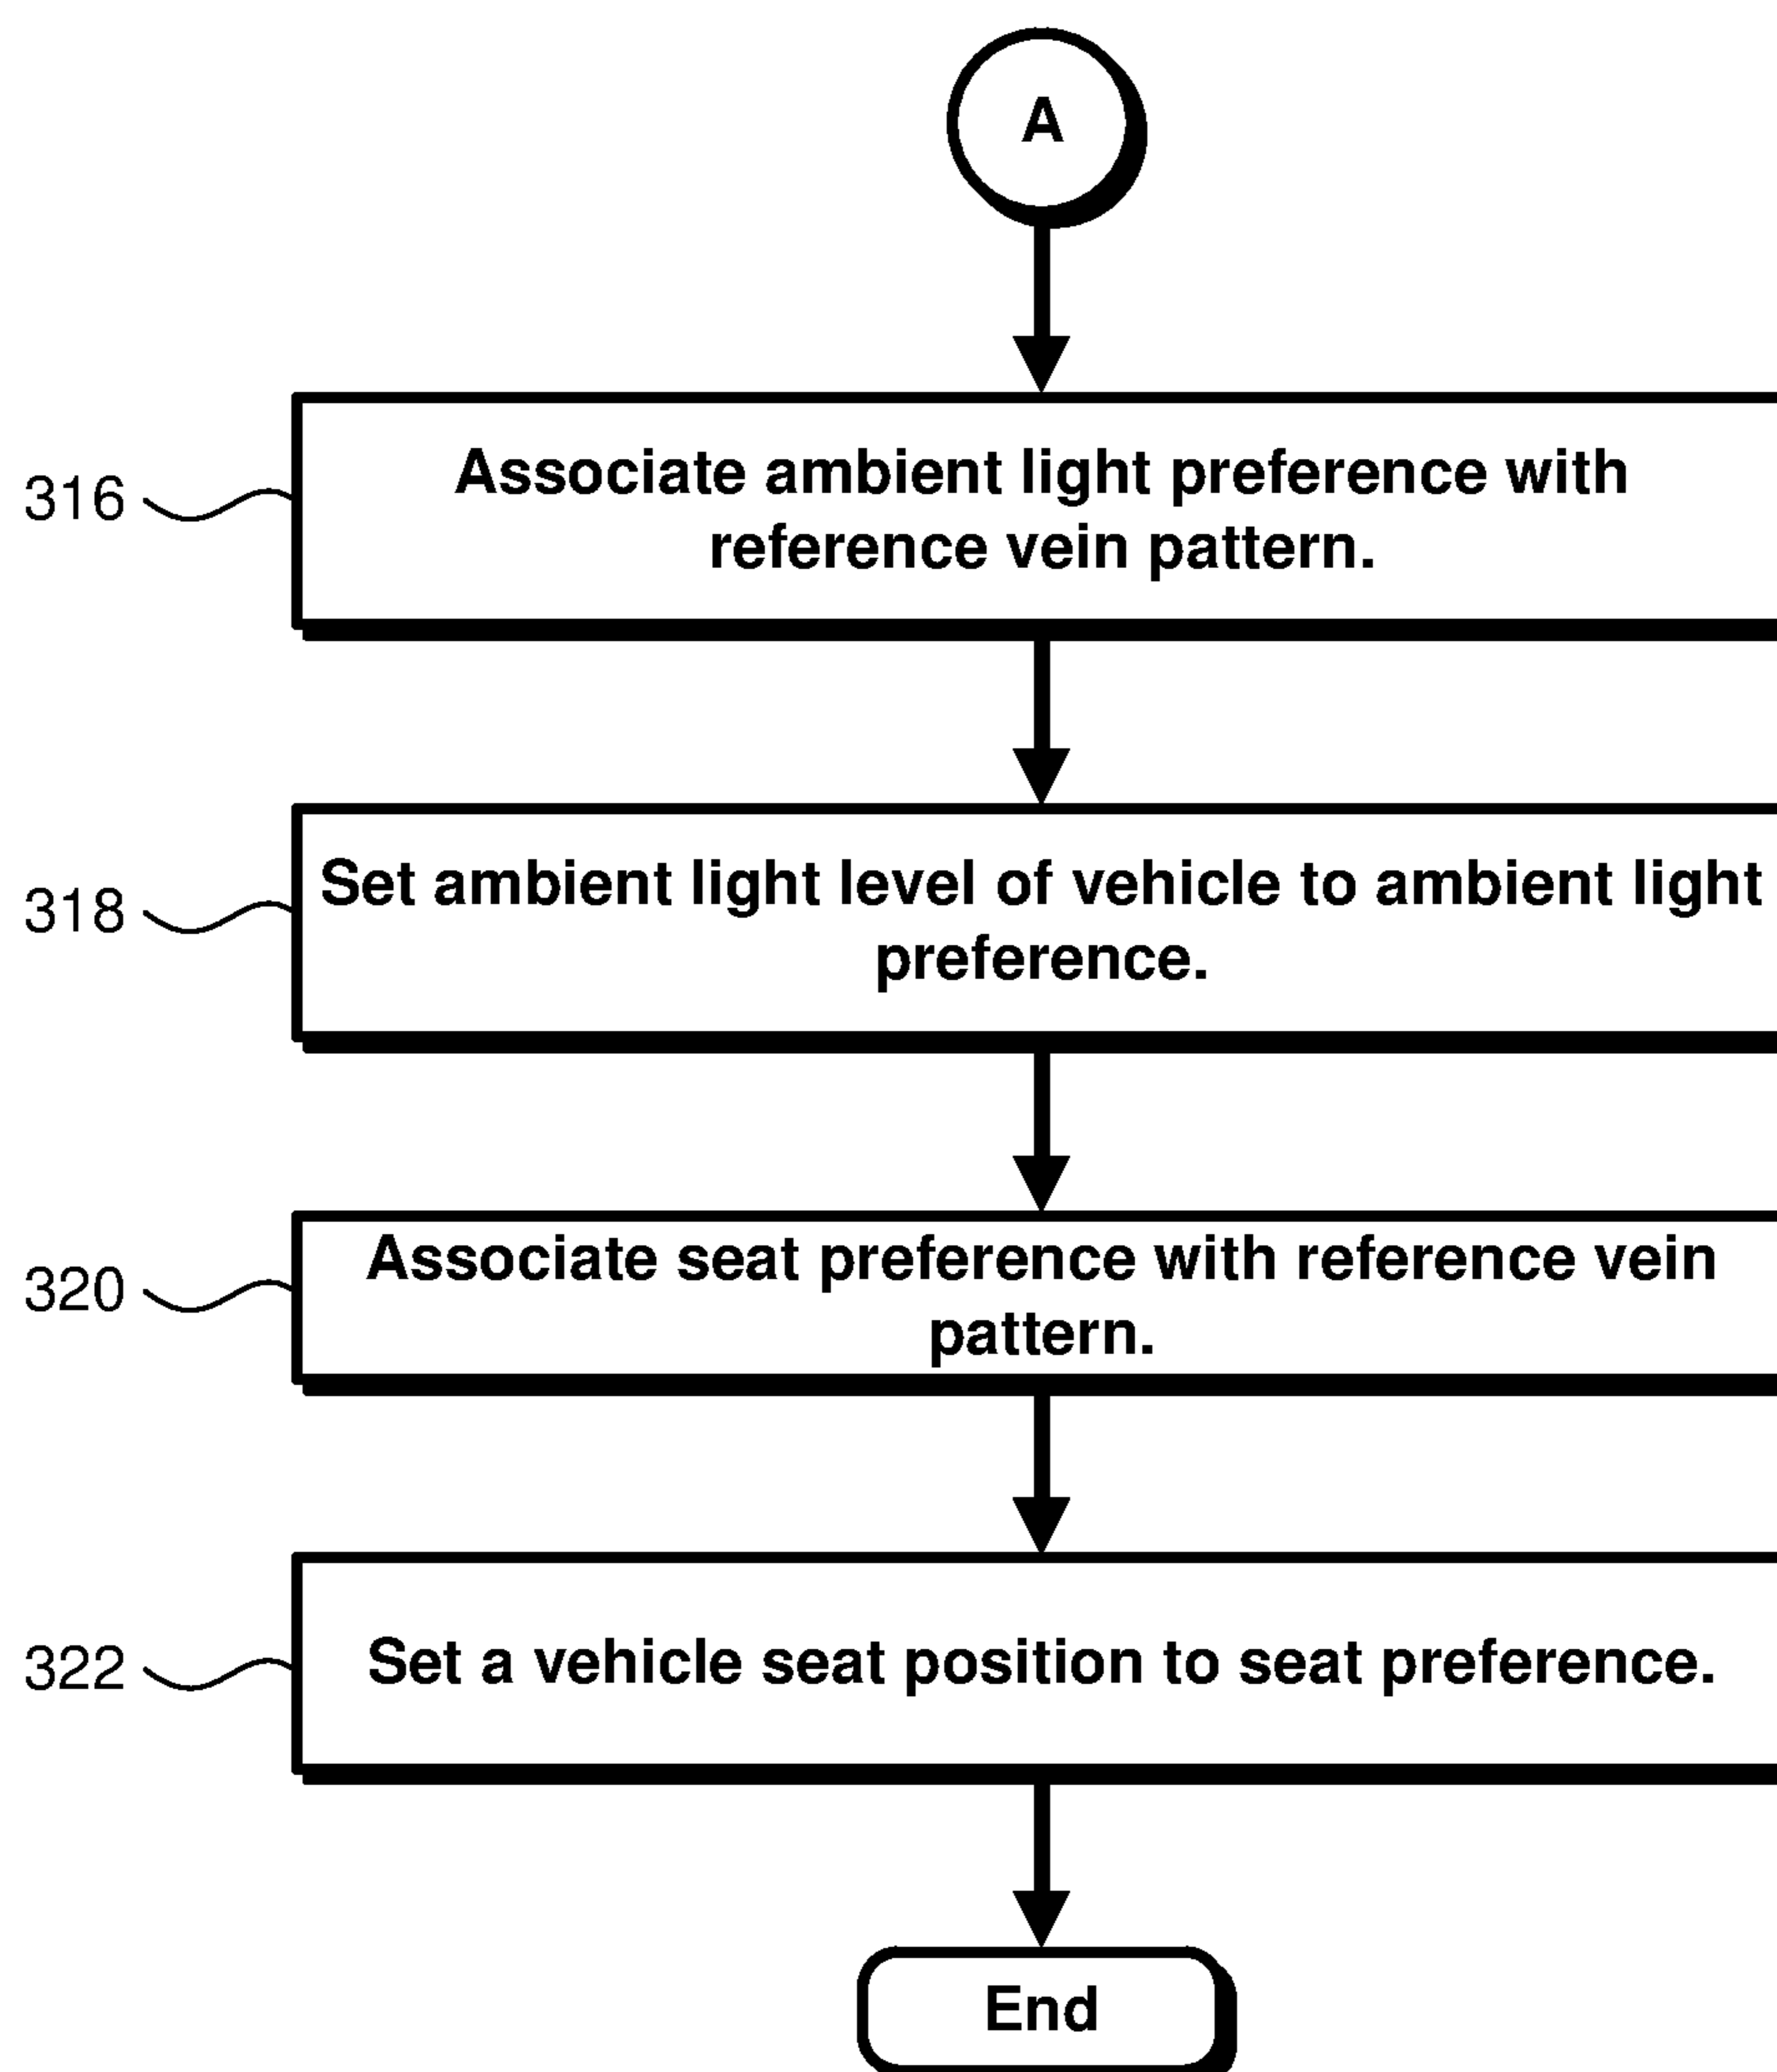 A
316
Associate ambient light preference with
reference vein pattern.
318
Set ambient light level of vehicle to ambient light
preference.
320
Associate seat preference with reference vein
pattern.
322
Set a vehicle seat position to seat preference.
End